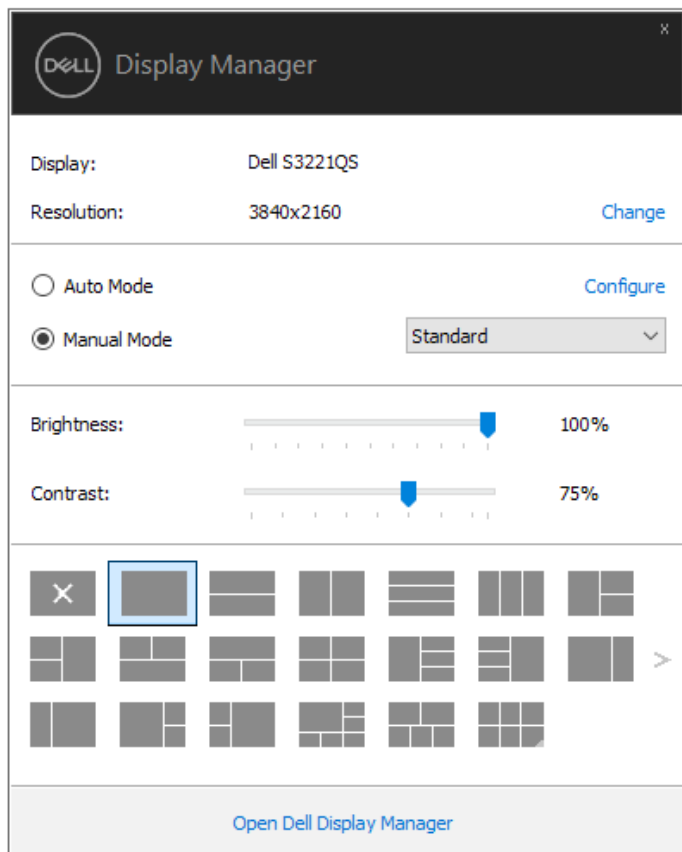 x
DELL Display Manager
Display: Dell S3221QS
Resolution: 3840x2160 Change
Auto Mode Configure
Manual Mode Standard
Brightness: 100%
Contrast: 75%
Open Dell Display Manager